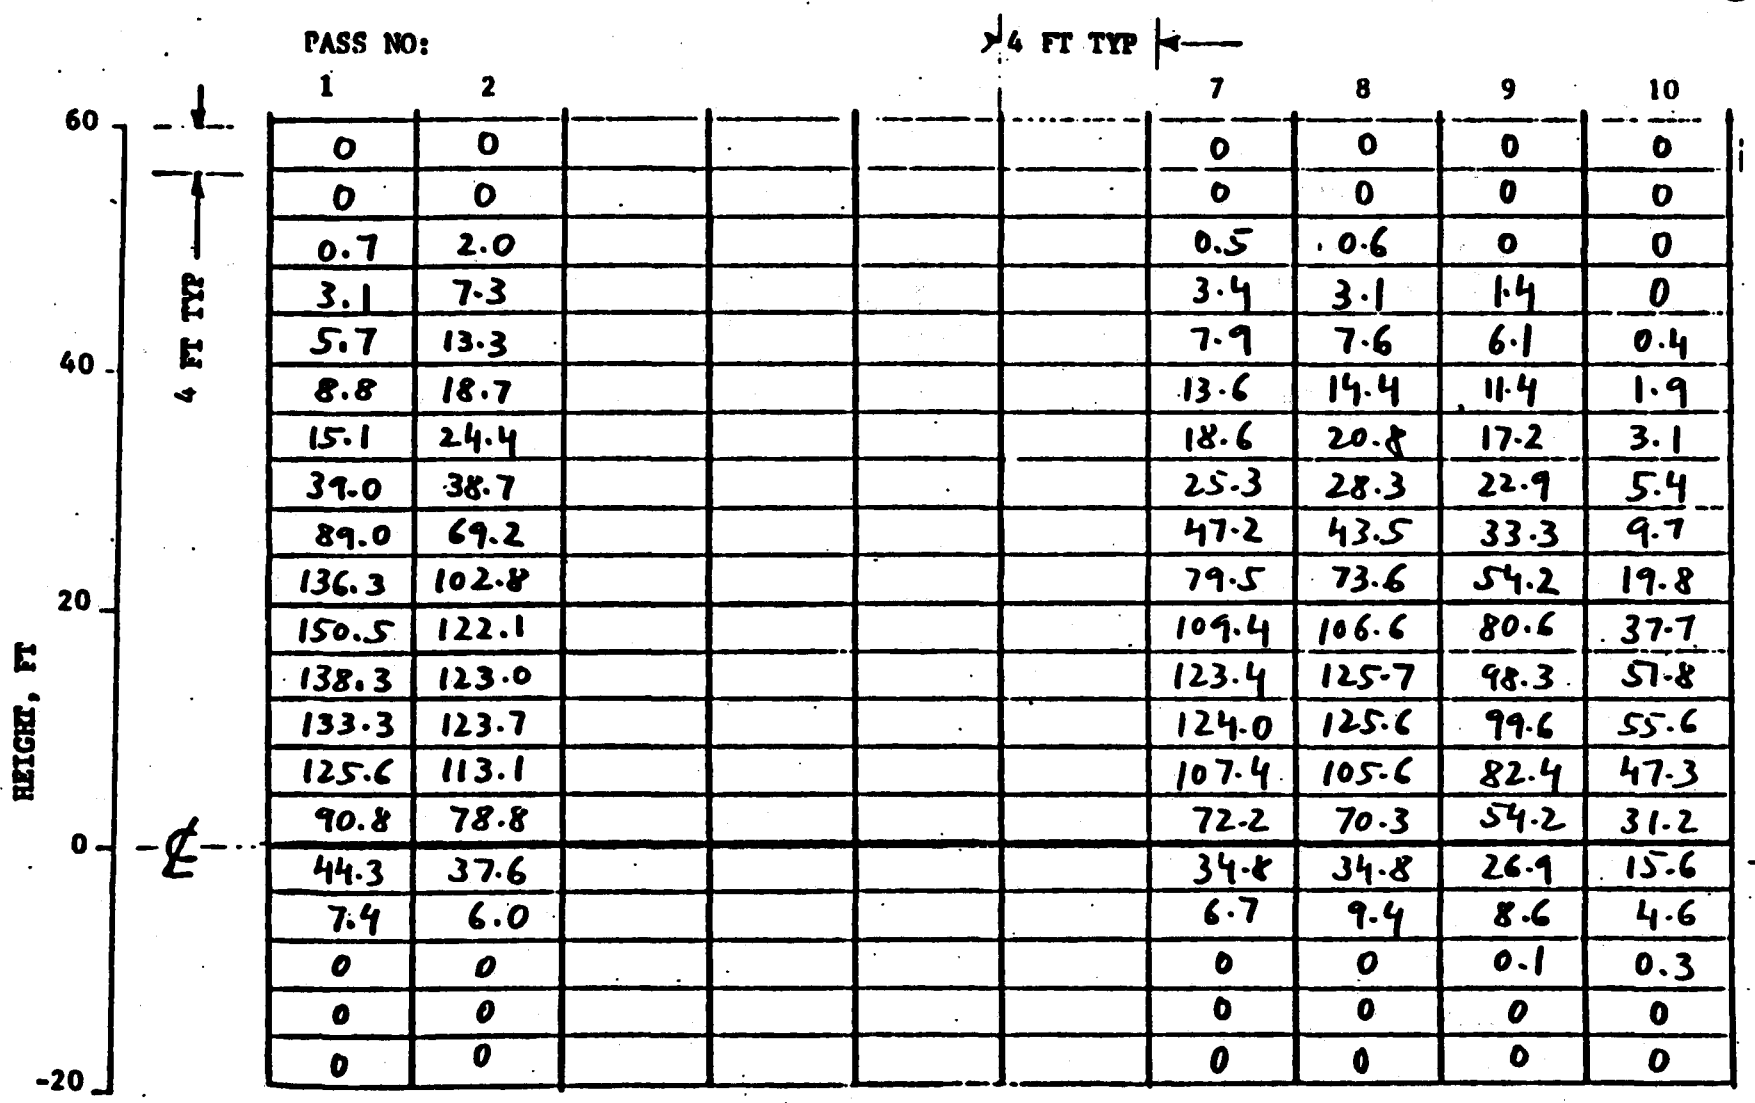 PASS NO:
4 FT TYP
1 2 7 8 9 10
60
0 0 0 0 0 0
0 0 0 0 0 0
0.7 2.0 0.5 0.6 0 0
3.1 7.3 3.4 3.1 1.4 0
4 FT TYP
5.7 13.3 7.9 7.6 6.1 0.4
40
8.8 18.7 13.6 14.4 11.4 1.9
15.1 24.4 18.6 20.8 17.2 3.1
39.0 38.7 25.3 28.3 22.9 5.4
89.0 69.2 47.2 43.5 33.3 9.7
136.3 102.8 79.5 73.6 54.2 19.8
20
150.5 122.1 109.4 106.6 80.6 37.7
HEIGHT, FT
138.3 123.0 123.4 125.7 98.3 57.8
133.3 123.7 124.0 125.6 99.6 55.6
125.6 113.1 107.4 105.6 82.4 47.3
90.8 78.8 72.2 70.3 54.2 31.2
0 ℄
44.3 37.6 34.8 34.8 26.9 15.6
7.4 6.0 6.7 9.4 8.6 4.6
0 0 0 0 0.1 0.3
0 0 0 0 0 0
0 0 0 0 0 0
-20